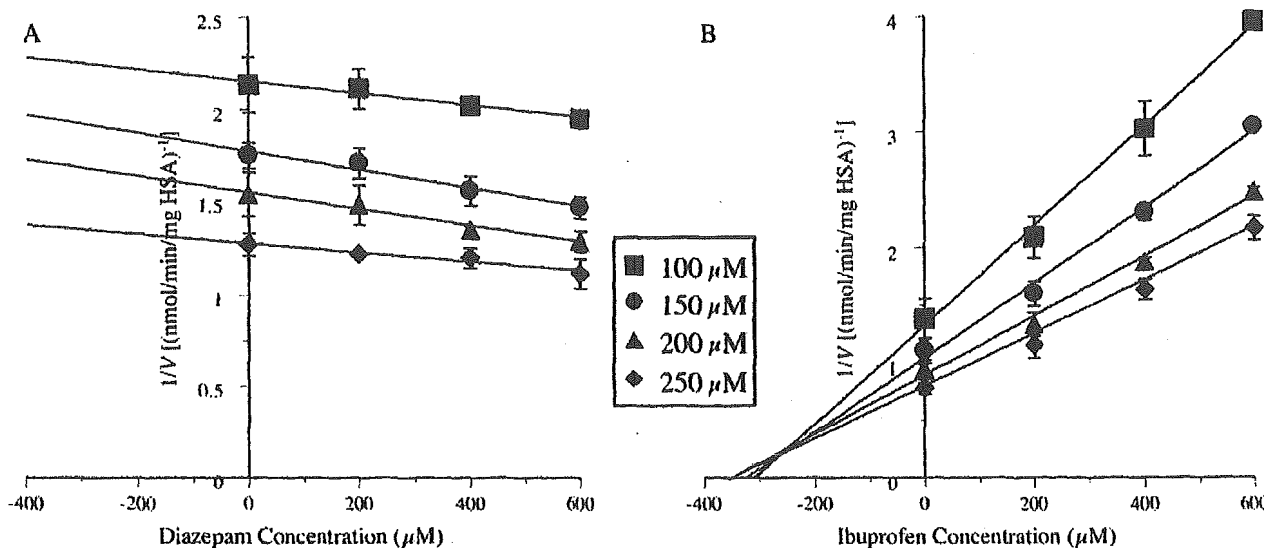 A
2.5
2
1.5
1
0.5
0
1/V [(nmol/min/mg HSA)⁻¹]
-400
-200
0
200
400
600
Diazepam Concentration (µM)
100 µM
150 µM
200 µM
250 µM
B
4
3
2
1
0
1/V [(nmol/min/mg HSA)⁻¹]
-400
-200
0
200
400
600
Ibuprofen Concentration (µM)